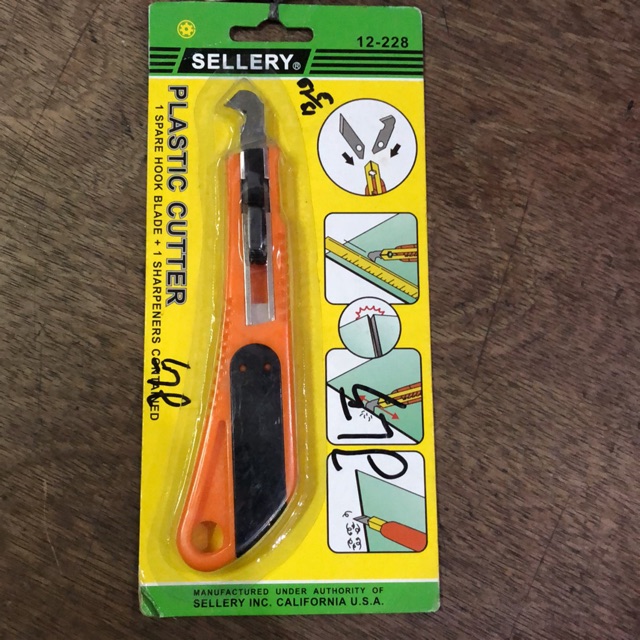 SELLERY®
12-228
PLASTIC CUTTER
1 SPARE HOOK BLADE + 1 SHARPENERS CONTAINED
MANUFACTURED UNDER AUTHORITY OF
SELLERY INC. CALIFORNIA U.S.A.